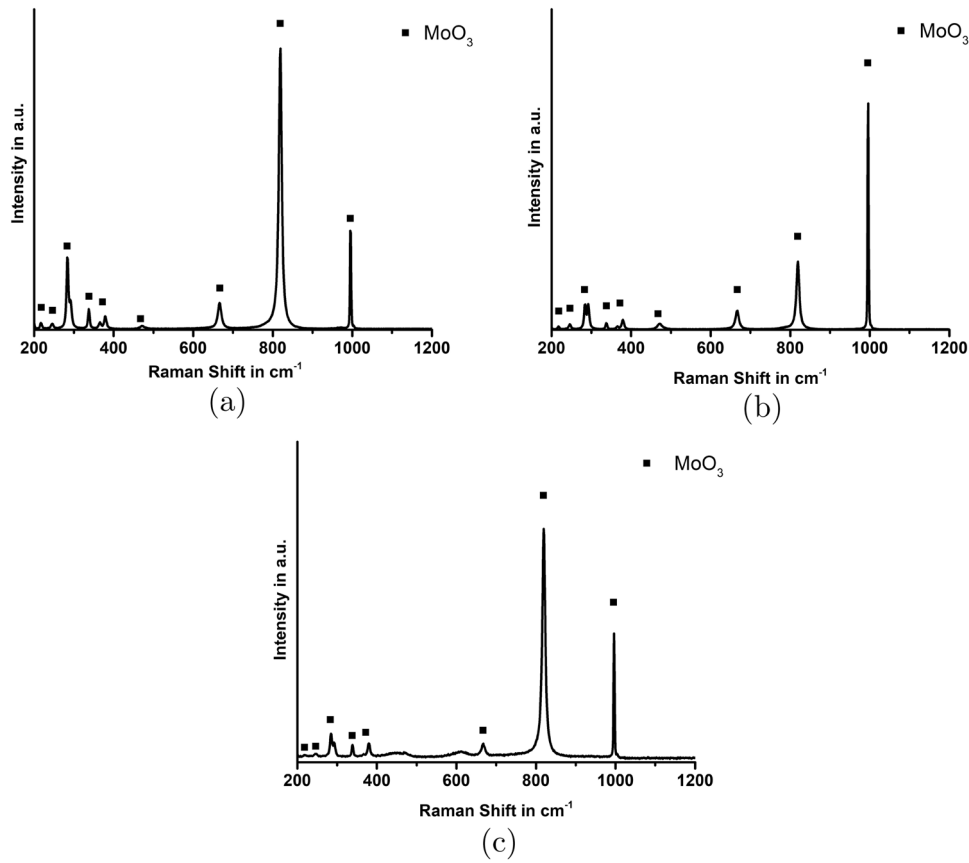 MoO₃
Intensity in a.u.
200 400 600 800 1000 1200
Raman Shift in cm⁻¹
(a)
MoO₃
Intensity in a.u.
200 400 600 800 1000 1200
Raman Shift in cm⁻¹
(b)
MoO₃
Intensity in a.u.
200 400 600 800 1000 1200
Raman Shift in cm⁻¹
(c)